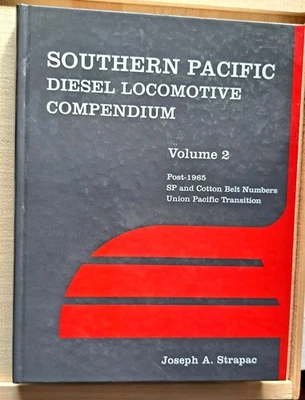 SOUTHERN PACIFIC
DIESEL LOCOMOTIVE
COMPENDIUM
Volume 2
Post-1965
SP and Cotton Belt Numbers
Union Pacific Transition
Joseph A. Strapac